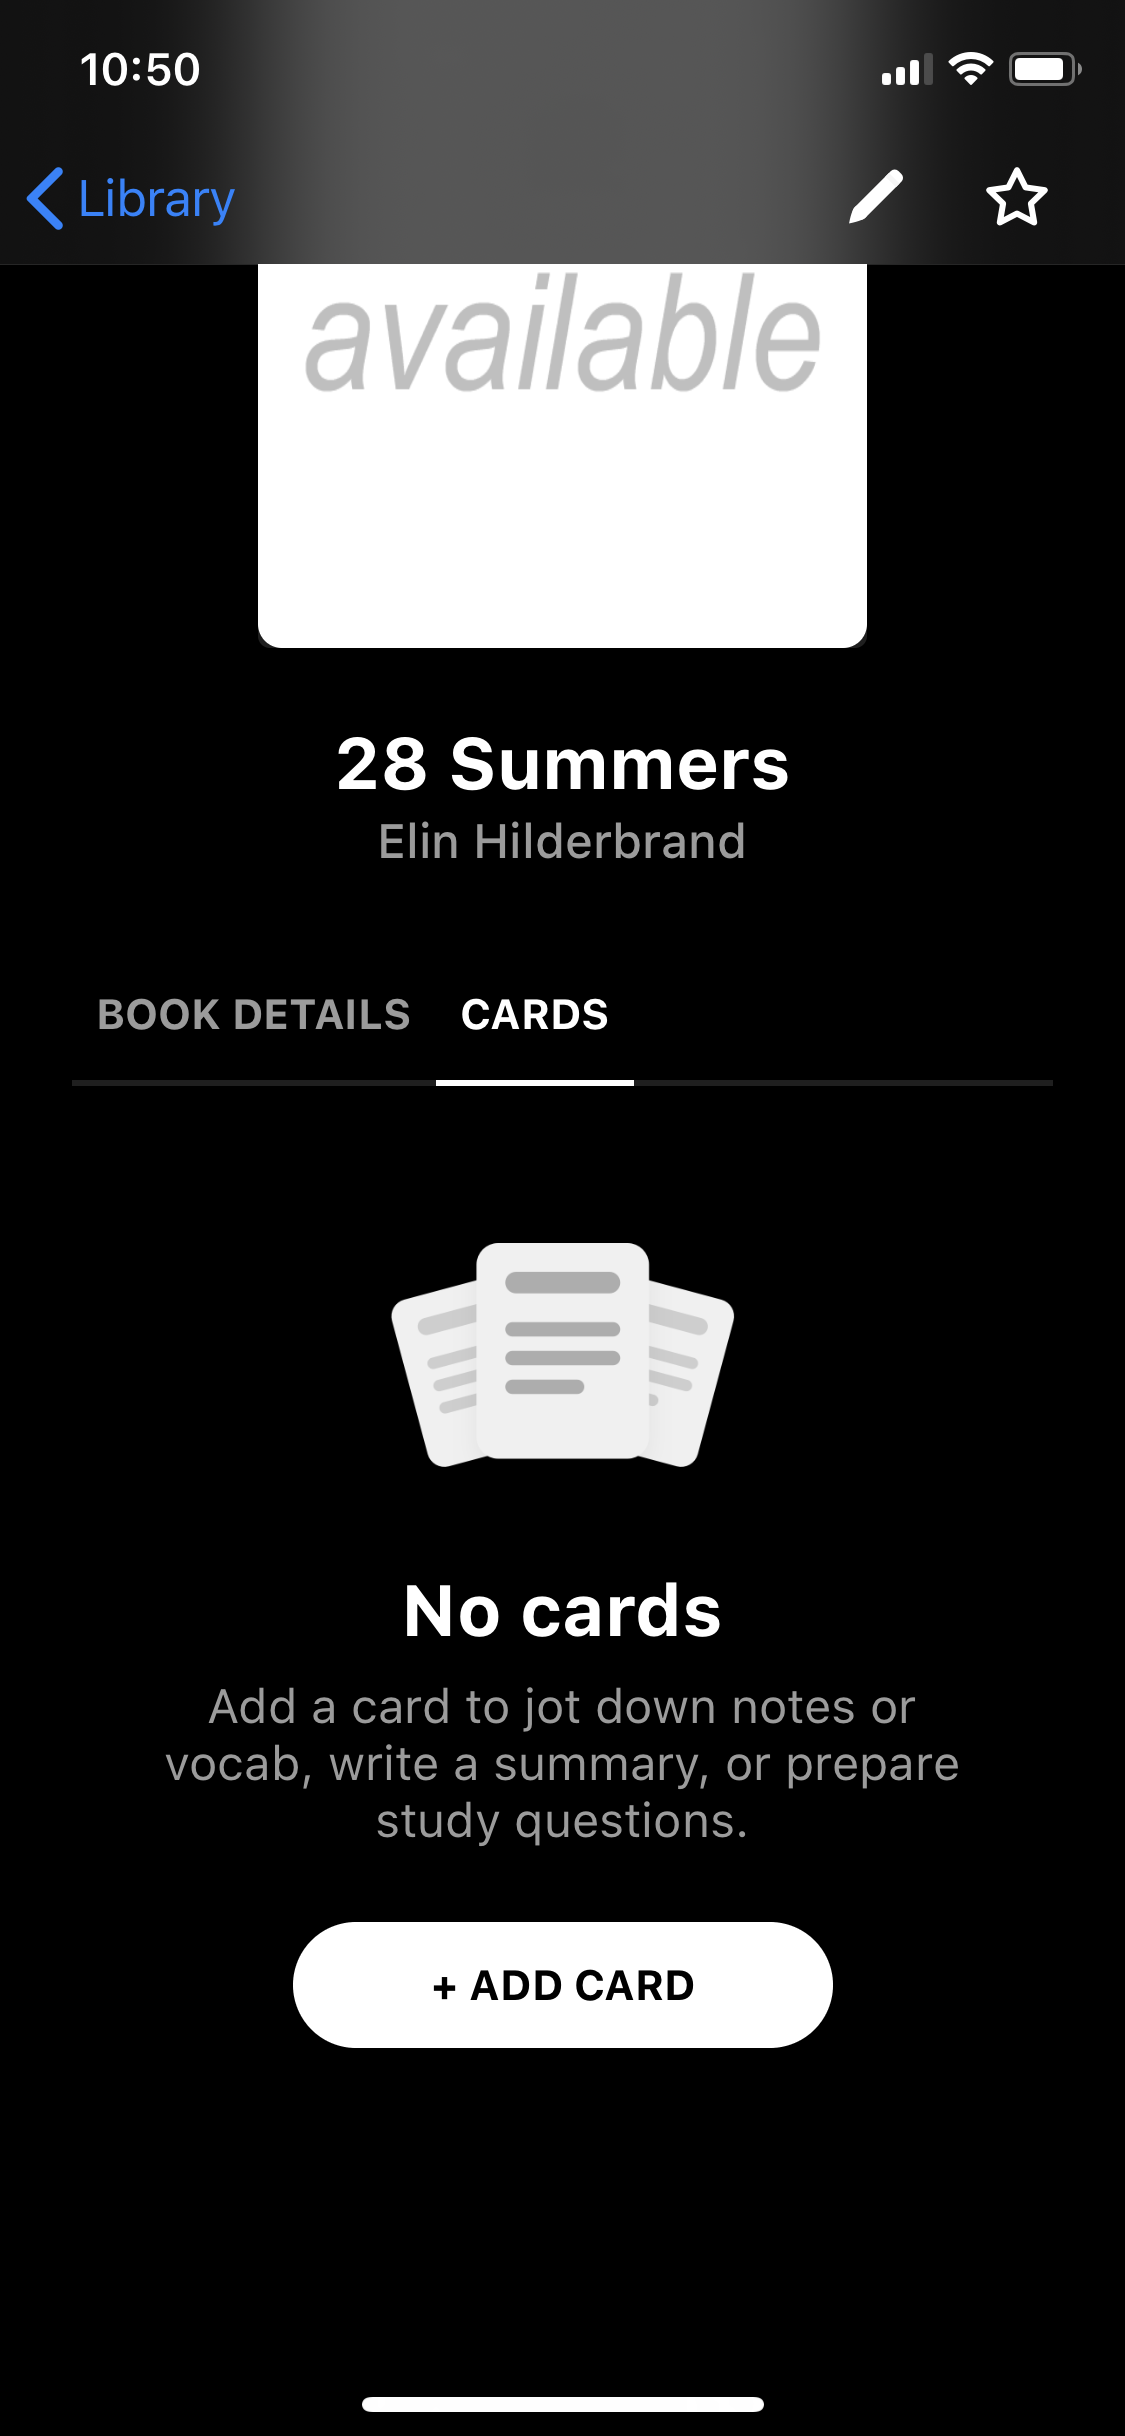 10:50
Library
available
28 Summers
Elin Hilderbrand
BOOK DETAILS CARDS
No cards
Add a card to jot down notes or
vocab, write a summary, or prepare
study questions.
+ ADD CARD